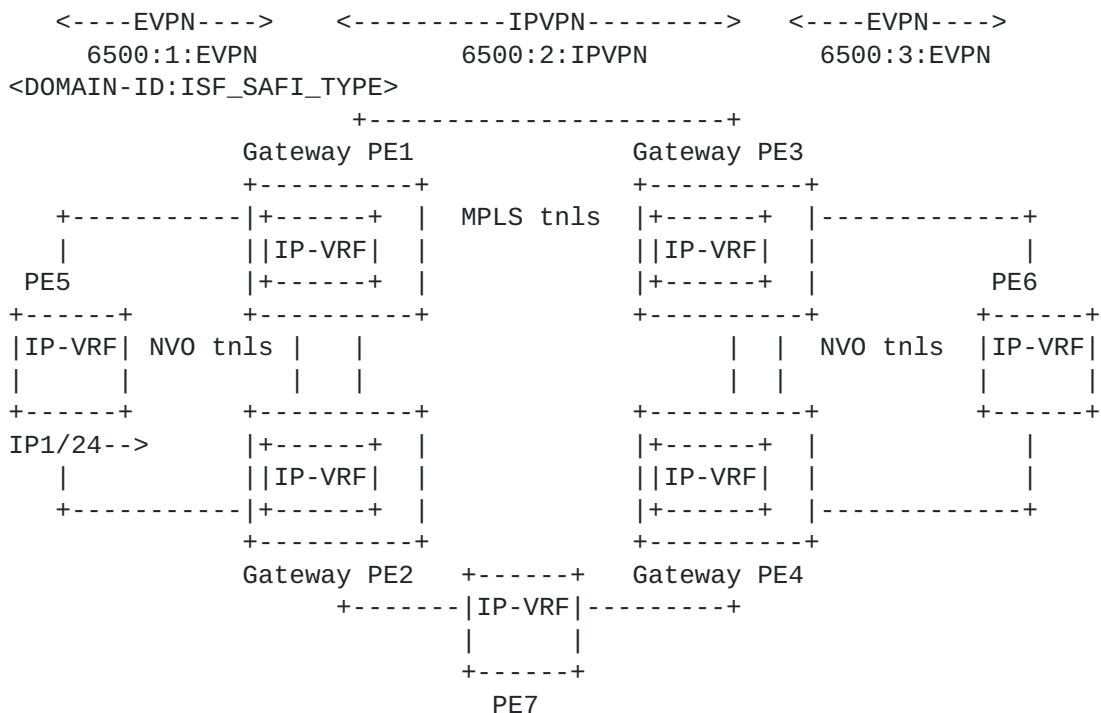 <----EVPN----> <----------IPVPN---------> <----EVPN---->
6500:1:EVPN 6500:2:IPVPN 6500:3:EVPN
<DOMAIN-ID:ISF_SAFI_TYPE>
Gateway PE1 Gateway PE3
MPLS tnls
IP-VRF IP-VRF
PE5 PE6
IP-VRF NVO tnls NVO tnls IP-VRF
IP1/24-->
IP-VRF IP-VRF
Gateway PE2 Gateway PE4
IP-VRF
PE7